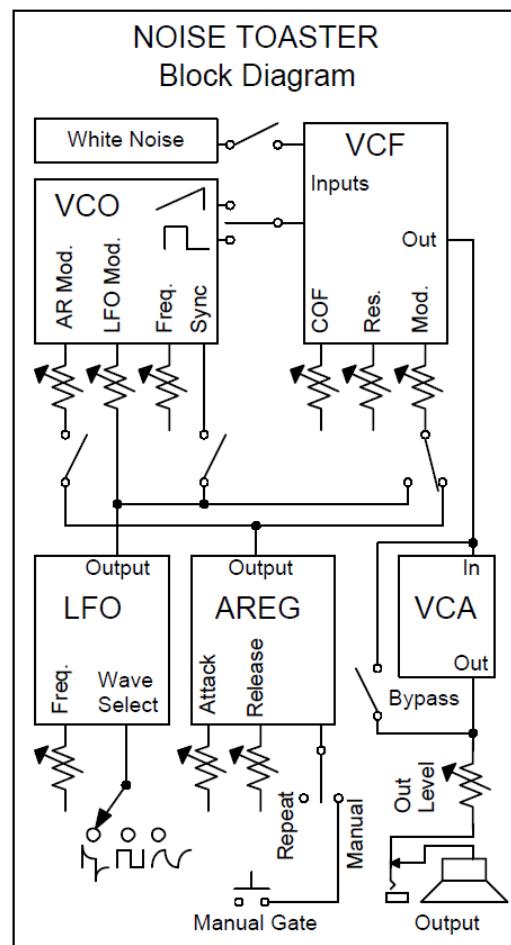 NOISE TOASTER
Block Diagram
White Noise
VCF
Inputs
Out
COF
Res.
Mod.
VCO
AR Mod.
LFO Mod.
Freq.
Sync
Output
LFO
Freq.
Wave
Select
Output
AREG
Attack
Release
In
VCA
Out
Bypass
Repeat
Manual
Out
Level
Manual Gate
Output